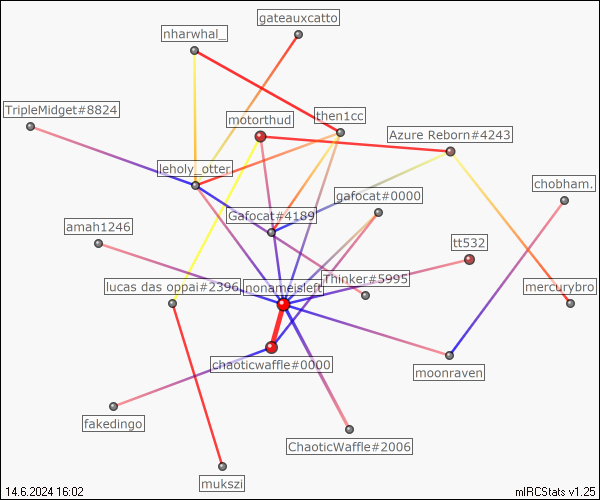 gateauxcatto
nharwhal_
TripleMidget#8824
motorthud
then1cc
Azure Reborn#4243
leholy_otter
chobham.
gafocat#0000
Gafocat#4189
amah1246
tt532
Thinker#5995
lucas das oppai#2396
nonameisleft
mercurybro
chaoticwaffle#0000
moonraven
fakedingo
ChaoticWaffle#2006
mukszi
14.6.2024 16:02
mIRCStats v1.25